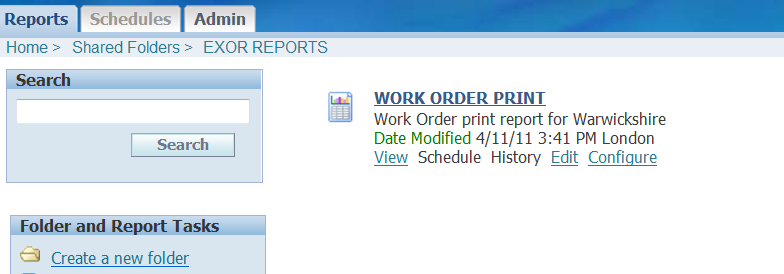 Reports Schedules Admin
Home > Shared Folders > EXOR REPORTS
Search
Search
WORK ORDER PRINT
Work Order print report for Warwickshire
Date Modified 4/11/11 3:41 PM London
View Schedule History Edit Configure
Folder and Report Tasks
Create a new folder